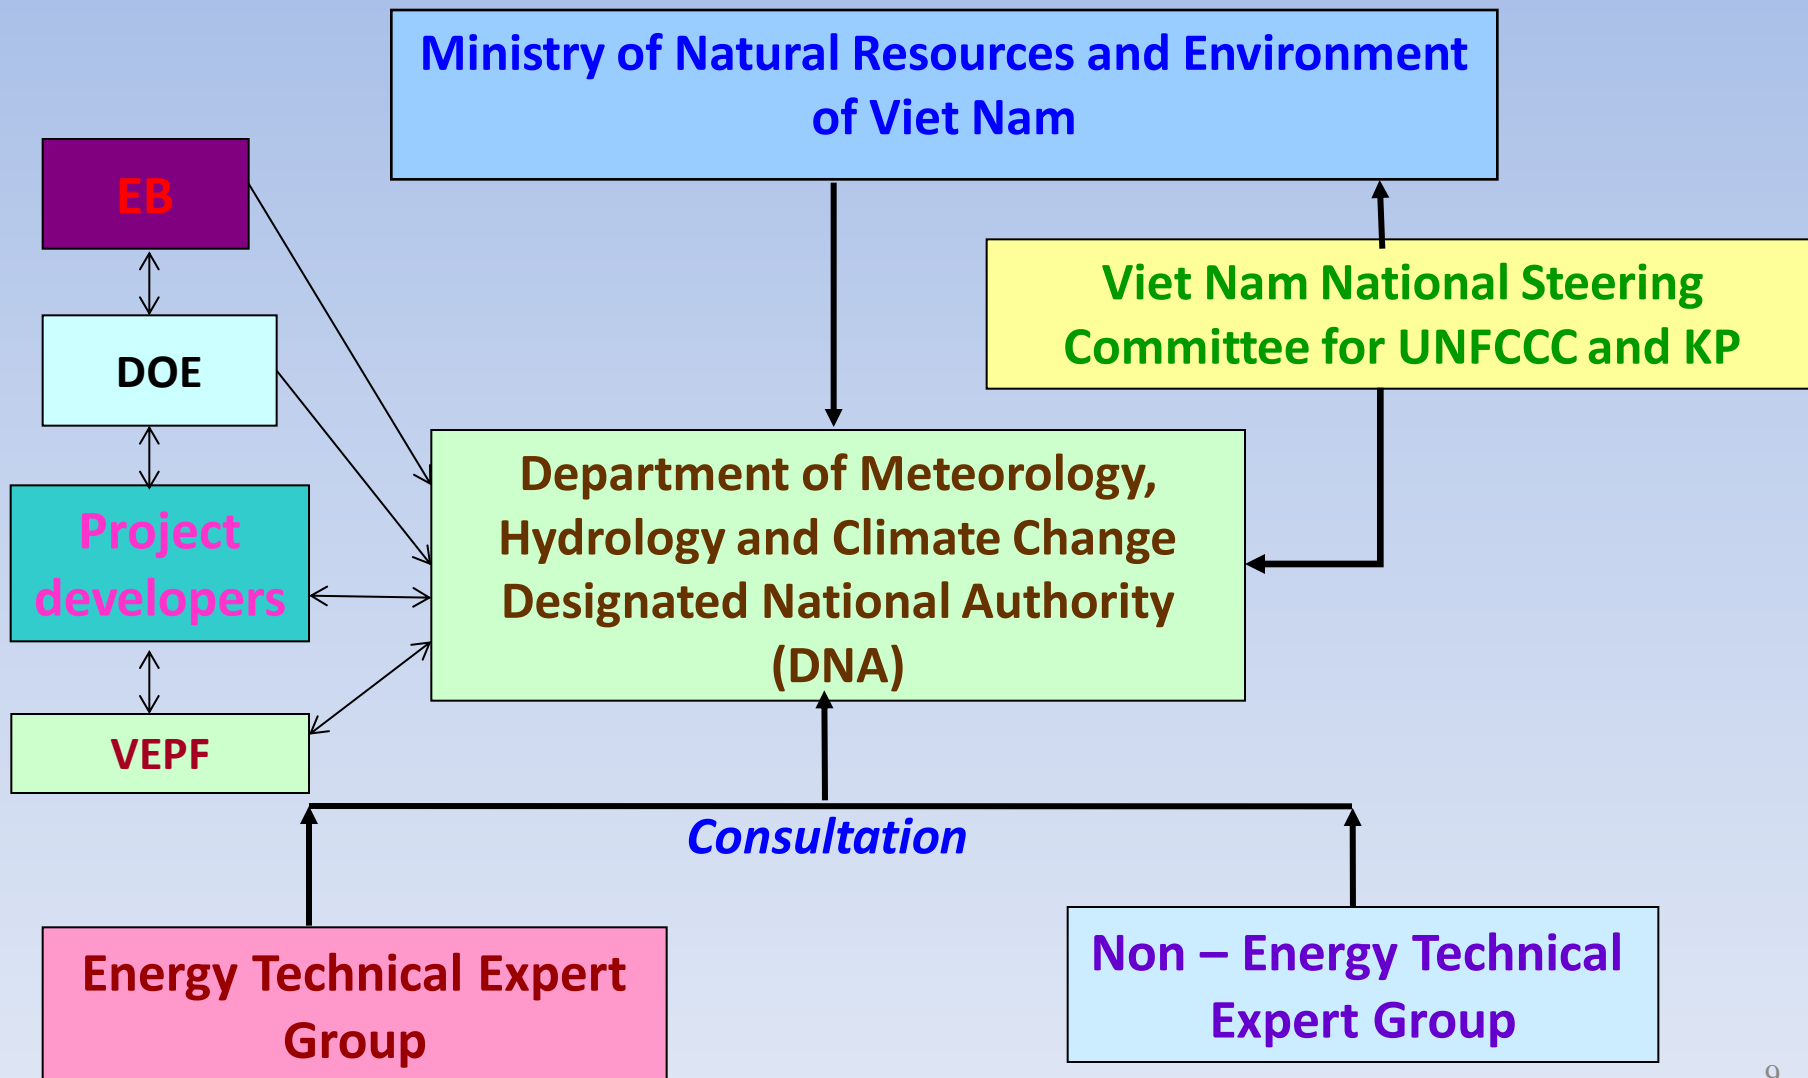 Ministry of Natural Resources and Environment
of Viet Nam
EB
Viet Nam National Steering
Committee for UNFCCC and KP
DOE
Department of Meteorology,
Hydrology and Climate Change
Designated National Authority
(DNA)
Project
developers
VEPF
Consultation
Energy Technical Expert
Group
Non – Energy Technical
Expert Group
9